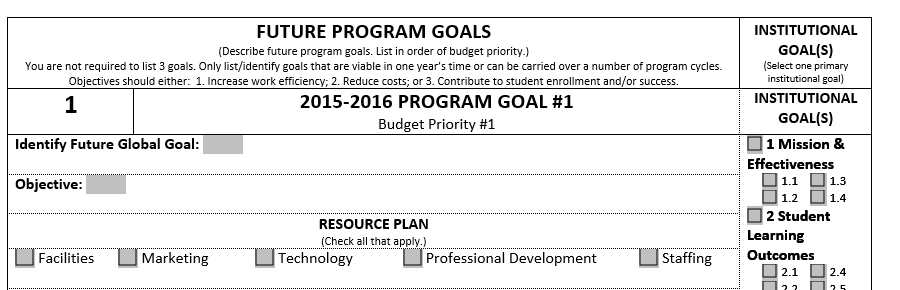 FUTURE PROGRAM GOALS
(Describe future program goals. List in order of budget priority.)
You are not required to list 3 goals. Only list/identify goals that are viable in one year's time or can be carried over a number of program cycles.
Objectives should either: 1. Increase work efficiency; 2. Reduce costs; or 3. Contribute to student enrollment and/or success.
INSTITUTIONAL
GOAL(S)
(Select one primary
institutional goal)
1
2015-2016 PROGRAM GOAL #1
Budget Priority #1
INSTITUTIONAL
GOAL(S)
Identify Future Global Goal:
Objective:
RESOURCE PLAN
(Check all that apply.)
Facilities Marketing Technology Professional Development Staffing
1 Mission &
Effectiveness
1.1 1.3
1.2 1.4
2 Student
Learning
Outcomes
2.1 2.4
2.2 2.5